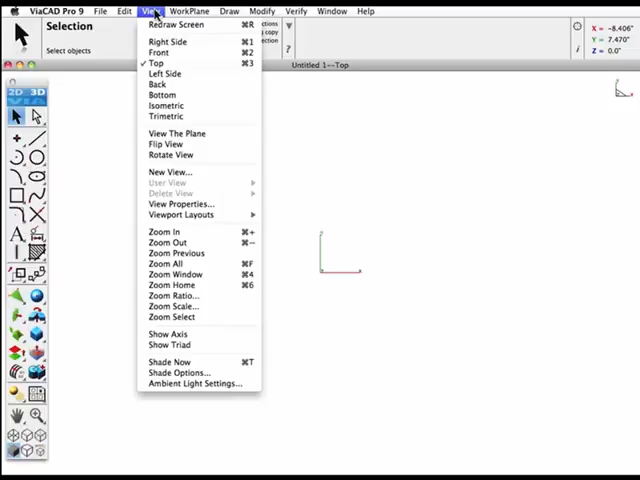 ViaCAD Pro 9 File Edit View WorkPlane Draw Modify Verify Window Help
Selection
Select objects
X = -8.406"
Y = 7.470"
Z = 0.0"
Untitled 1--Top
2D 3D
VIA
Redraw Screen ⌘R
Right Side ⌘1
Front ⌘2
✓ Top ⌘3
Left Side
Back
Bottom
Isometric
Trimetric
View The Plane
Flip View
Rotate View
New View...
User View
Delete View
View Properties...
Viewport Layouts
Zoom In ⌘+
Zoom Out ⌘-
Zoom Previous
Zoom All ⌘F
Zoom Window ⌘4
Zoom Home ⌘6
Zoom Ratio...
Zoom Scale...
Zoom Select
Show Axis
Show Triad
Shade Now ⌘T
Shade Options...
Ambient Light Settings...